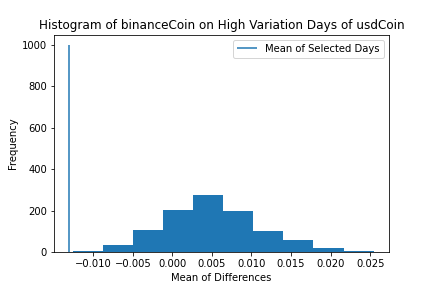 Histogram of binanceCoin on High Variation Days of usdCoin
Mean of Selected Days
Frequency
1000
800
600
400
200
0
−0.010 −0.005 0.000 0.005 0.010 0.015 0.020 0.025
Mean of Differences